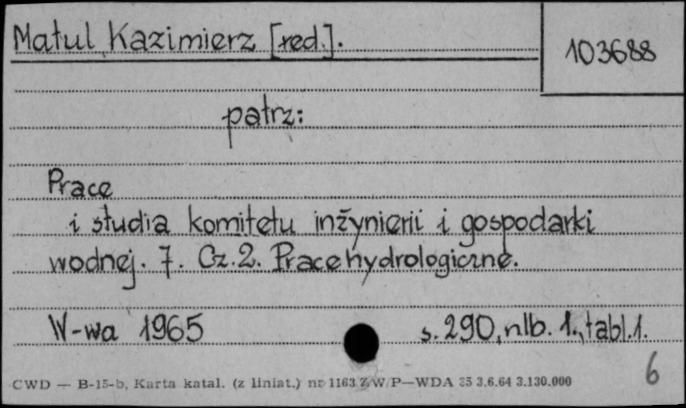 Matul Kazimierz [red.].
103688
patrz:
Prace
i studia komitetu inżynierii i gospodarki
wodnej. 7. Cz.2. Prace hydrologiczne.
W-wa 1965 s. 290, nlb. 1., tabl.1.
6
CWD — B-15-b, Karta katal. (z liniat.) nr 1163 Z/W P—WDA 35 3.6.64 3.130.000